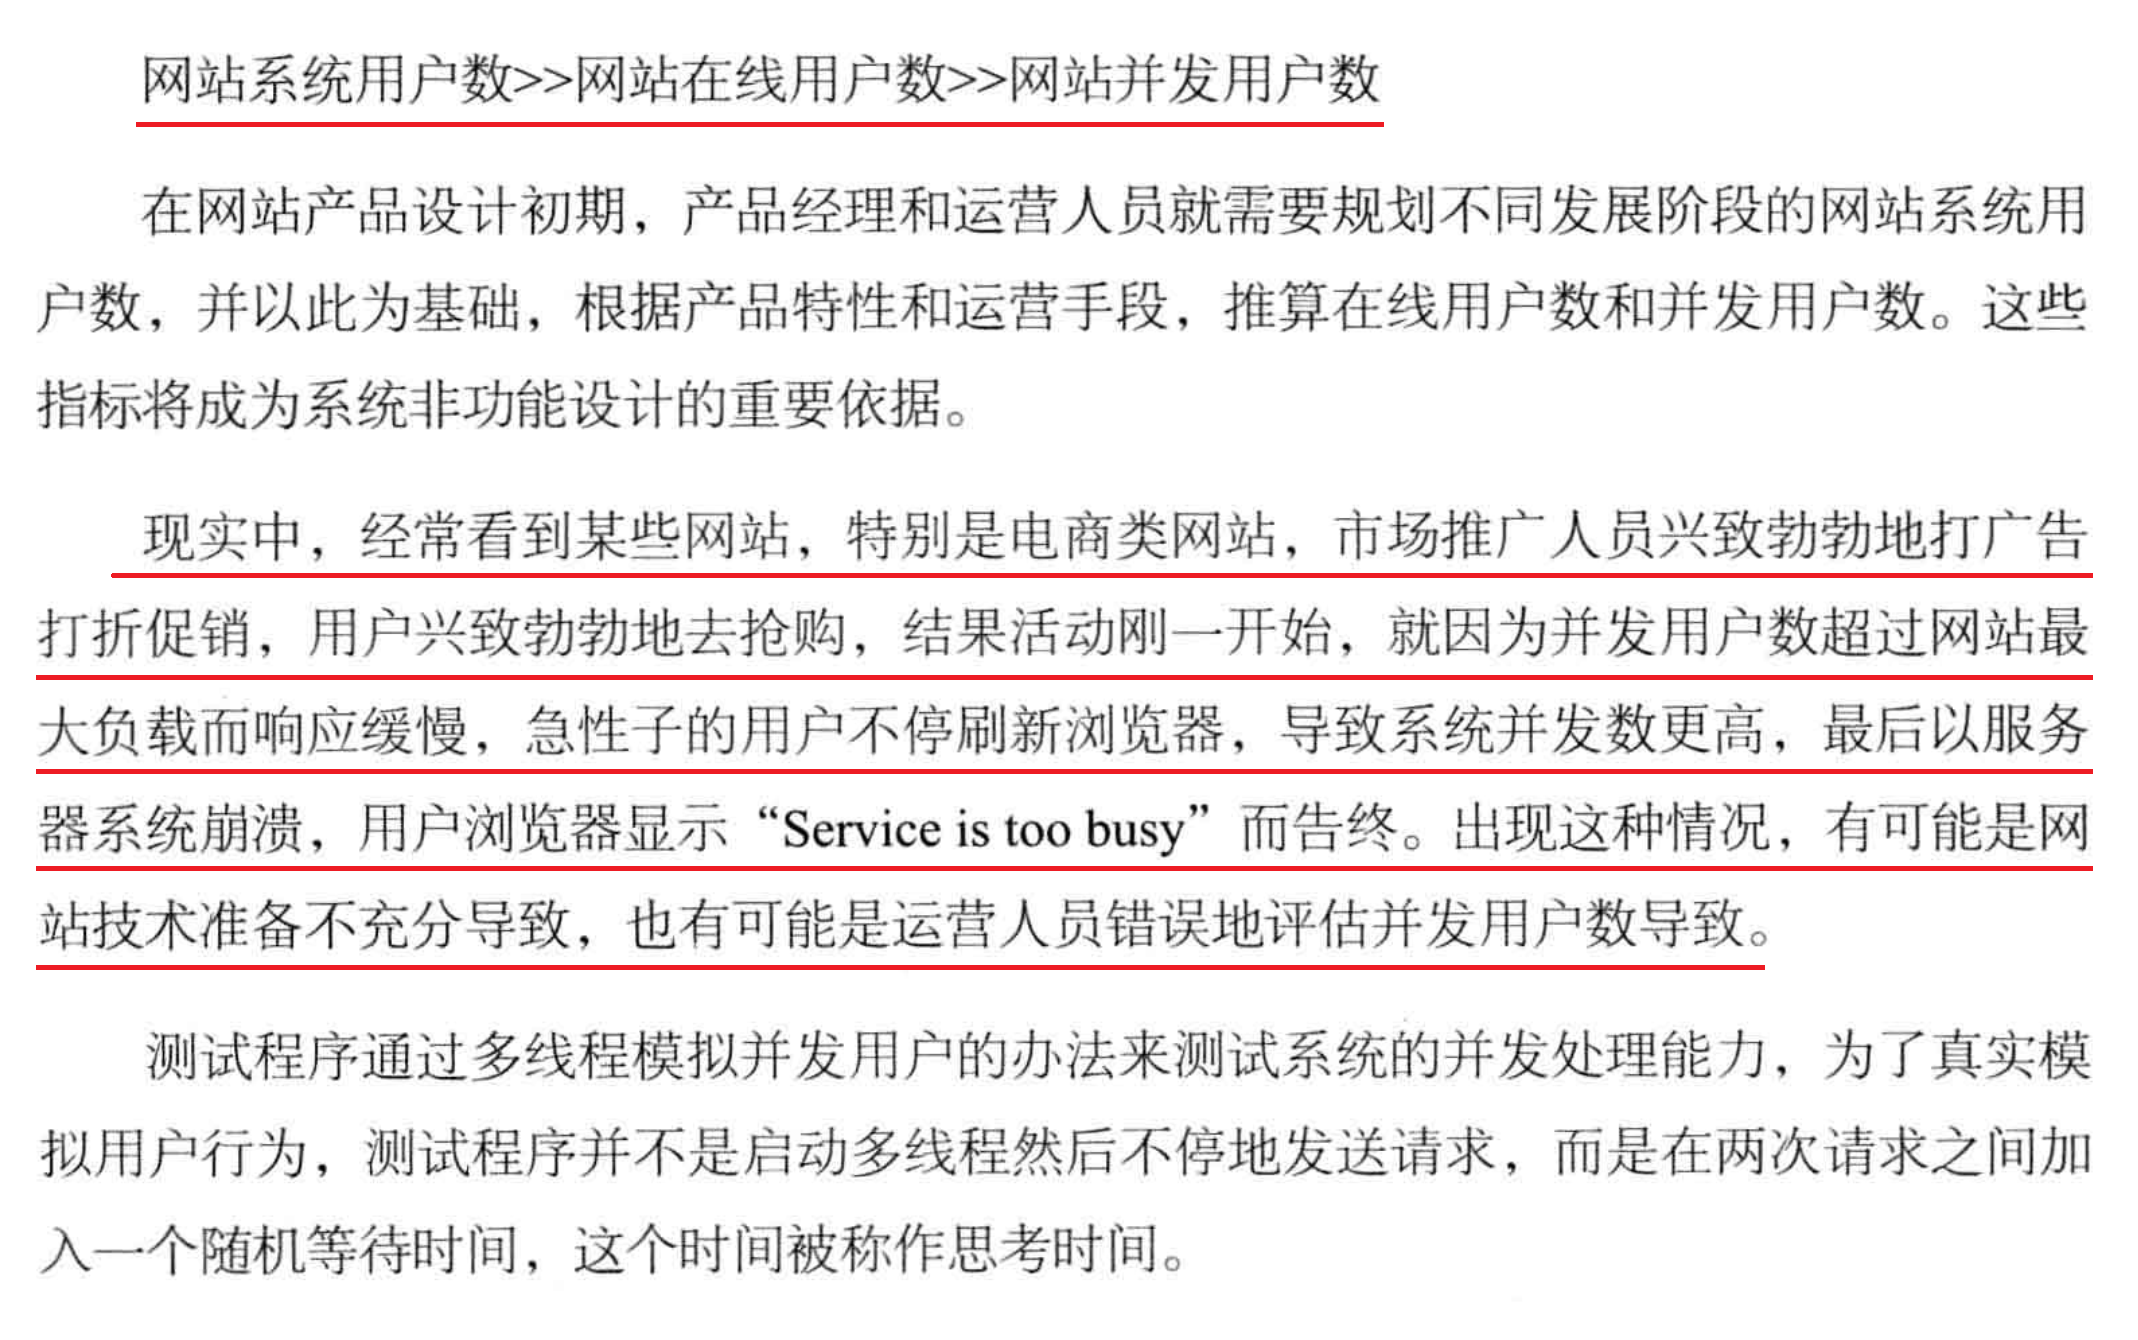 网站系统用户数>>网站在线用户数>>网站并发用户数
在网站产品设计初期，产品经理和运营人员就需要规划不同发展阶段的网站系统用
户数，并以此为基础，根据产品特性和运营手段，推算在线用户数和并发用户数。这些
指标将成为系统非功能设计的重要依据。
现实中，经常看到某些网站，特别是电商类网站，市场推广人员兴致勃勃地打广告
打折促销，用户兴致勃勃地去抢购，结果活动刚一开始，就因为并发用户数超过网站最
大负载而响应缓慢，急性子的用户不停刷新浏览器，导致系统并发数更高，最后以服务
器系统崩溃，用户浏览器显示“Service is too busy”而告终。出现这种情况，有可能是网
站技术准备不充分导致，也有可能是运营人员错误地评估并发用户数导致。
测试程序通过多线程模拟并发用户的办法来测试系统的并发处理能力，为了真实模
拟用户行为，测试程序并不是启动多线程然后不停地发送请求，而是在两次请求之间加
入一个随机等待时间，这个时间被称作思考时间。